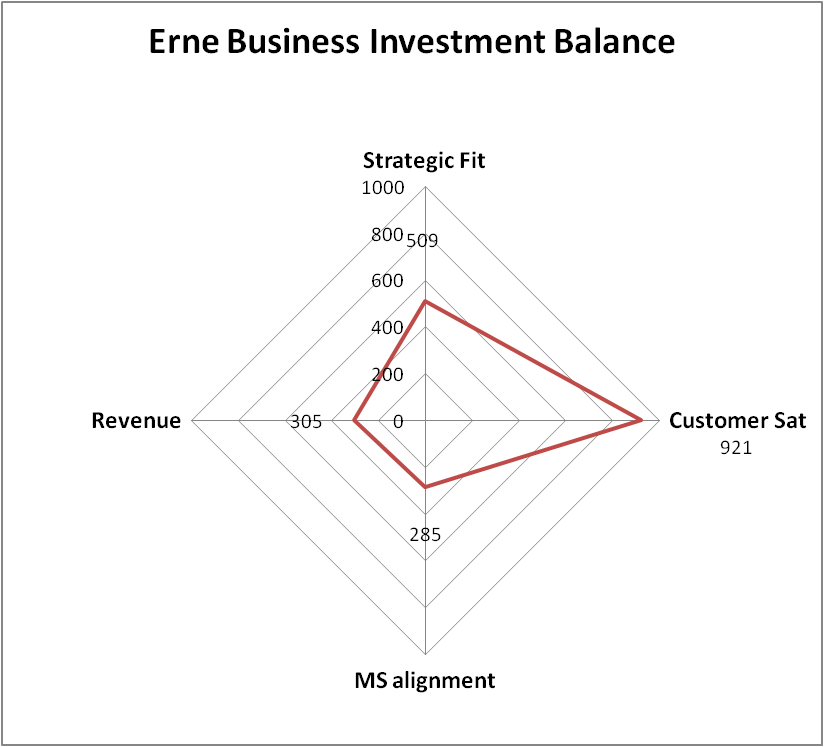 Erne Business Investment Balance
Strategic Fit
1000
800
509
600
400
200
Revenue
305
0
Customer Sat
921
285
MS alignment